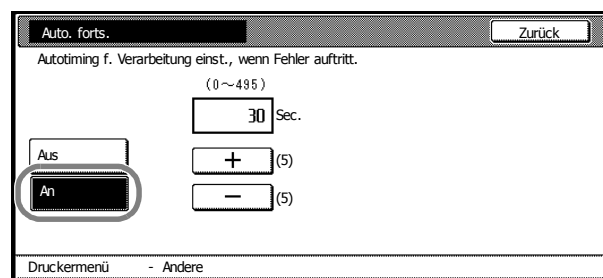 Auto. forts.
Zurück
Autotiming f. Verarbeitung einst., wenn Fehler auftritt.
(0~495)
30 Sec.
Aus
+ (5)
An
− (5)
Druckermenü - Andere